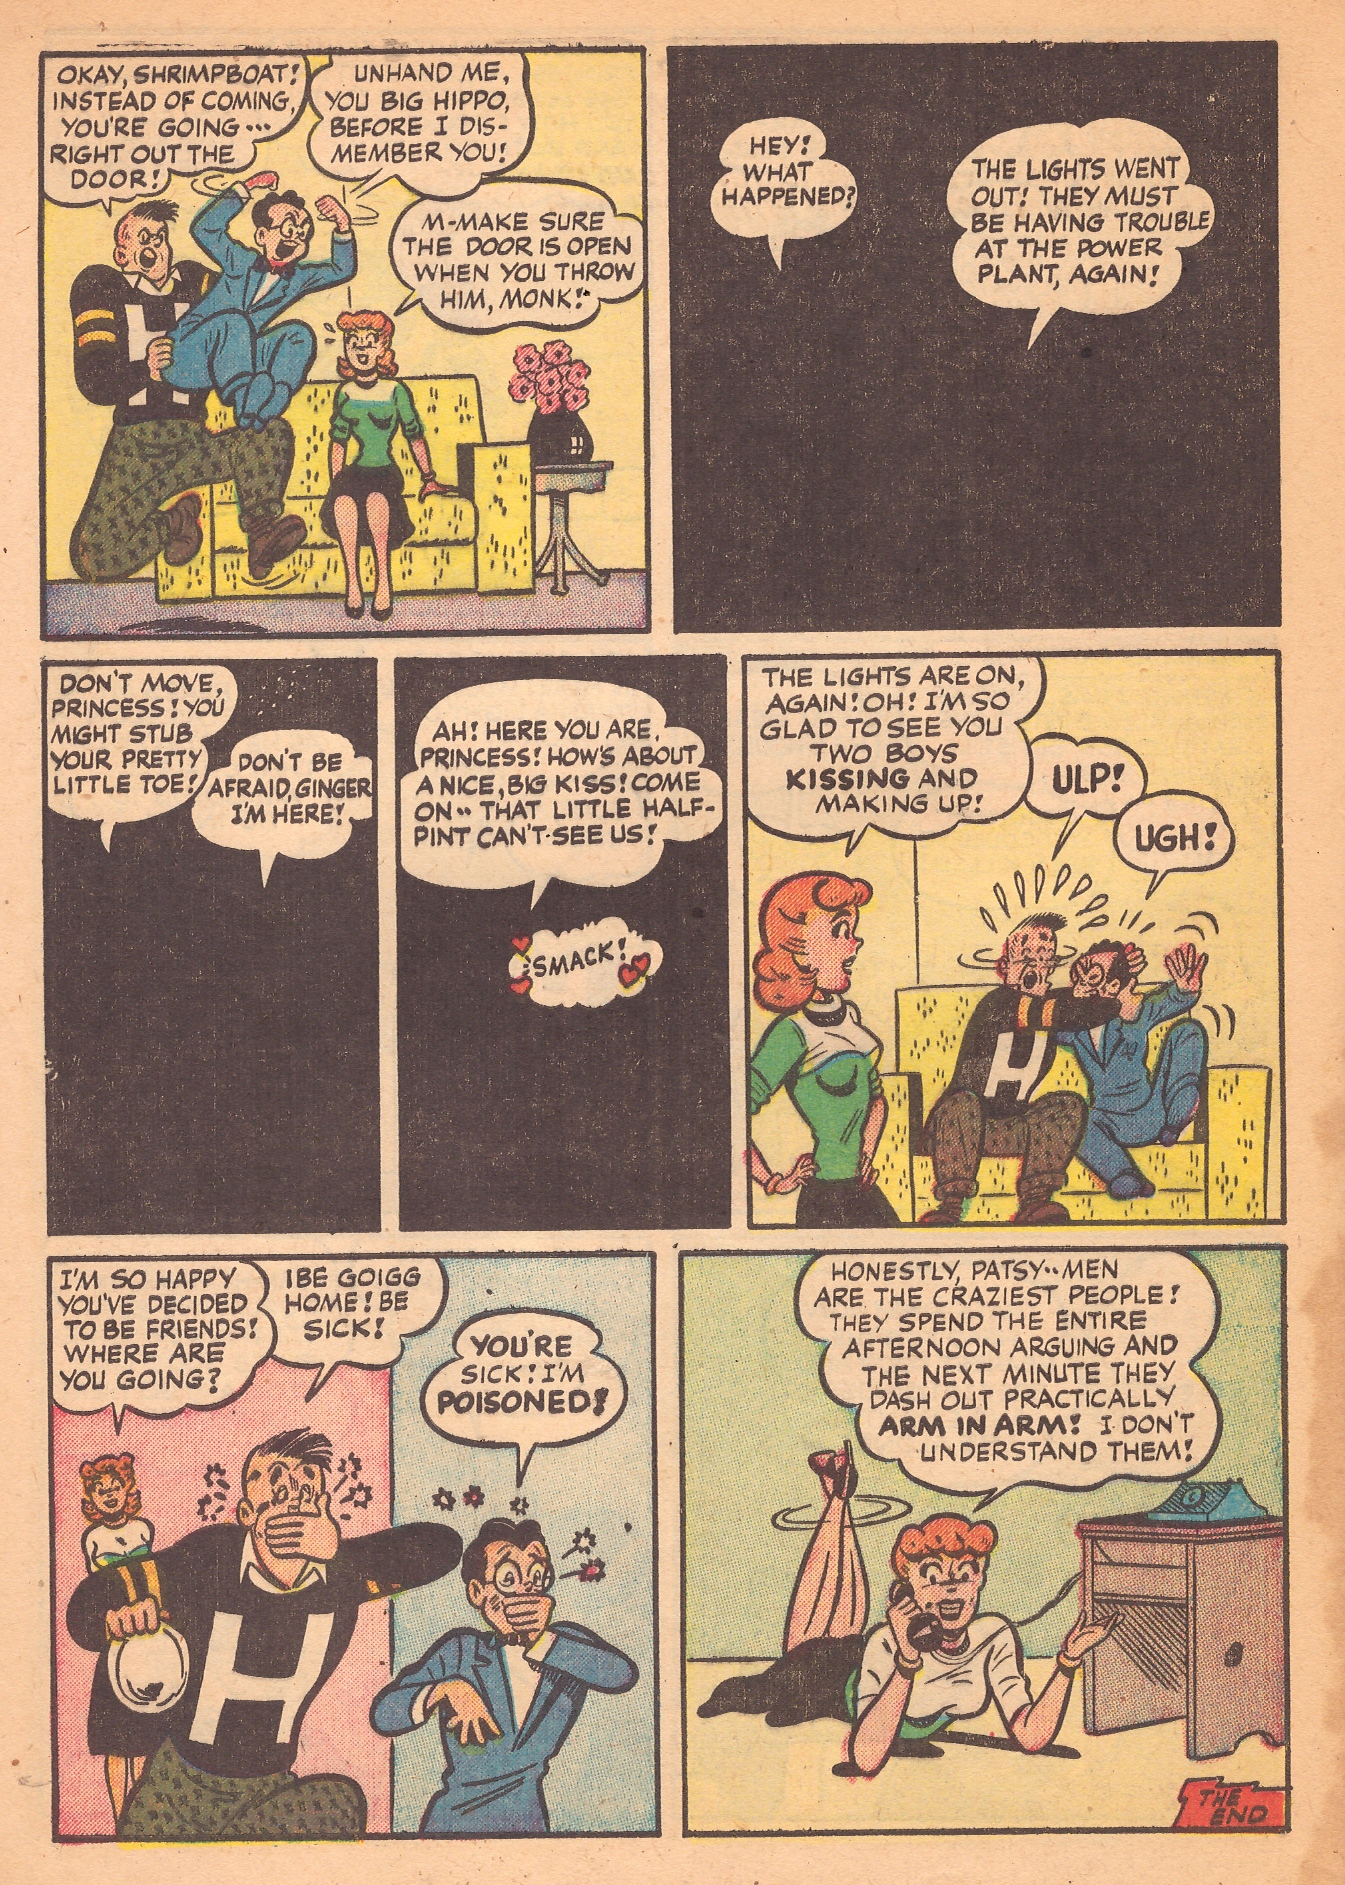 OKAY, SHRIMPBOAT!
INSTEAD OF COMING,
YOU'RE GOING...
RIGHT OUT THE
DOOR!
UNHAND ME,
YOU BIG HIPPO,
BEFORE I DIS-
MEMBER YOU!
M-MAKE SURE
THE DOOR IS OPEN
WHEN YOU THROW
HIM, MONK!
H
HEY!
WHAT
HAPPENED?
THE LIGHTS WENT
OUT! THEY MUST
BE HAVING TROUBLE
AT THE POWER
PLANT, AGAIN!
DON'T MOVE,
PRINCESS! YOU
MIGHT STUB
YOUR PRETTY
LITTLE TOE!
DON'T BE
AFRAID, GINGER
I'M HERE!
AH! HERE YOU ARE,
PRINCESS! HOW'S ABOUT
A NICE, BIG KISS! COME
ON.. THAT LITTLE HALF-
PINT CAN'T SEE US!
SMACK!
THE LIGHTS ARE ON,
AGAIN! OH! I'M SO
GLAD TO SEE YOU
TWO BOYS
KISSING AND
MAKING UP!
ULP!
UGH!
H
I'M SO HAPPY
YOU'VE DECIDED
TO BE FRIENDS!
WHERE ARE
YOU GOING?
I BE GOIGG
HOME! BE
SICK!
YOU'RE
SICK! I'M
POISONED!
H
HONESTLY, PATSY.. MEN
ARE THE CRAZIEST PEOPLE!
THEY SPEND THE ENTIRE
AFTERNOON ARGUING AND
THE NEXT MINUTE THEY
DASH OUT PRACTICALLY
ARM IN ARM! I DON'T
UNDERSTAND THEM!
THE
END